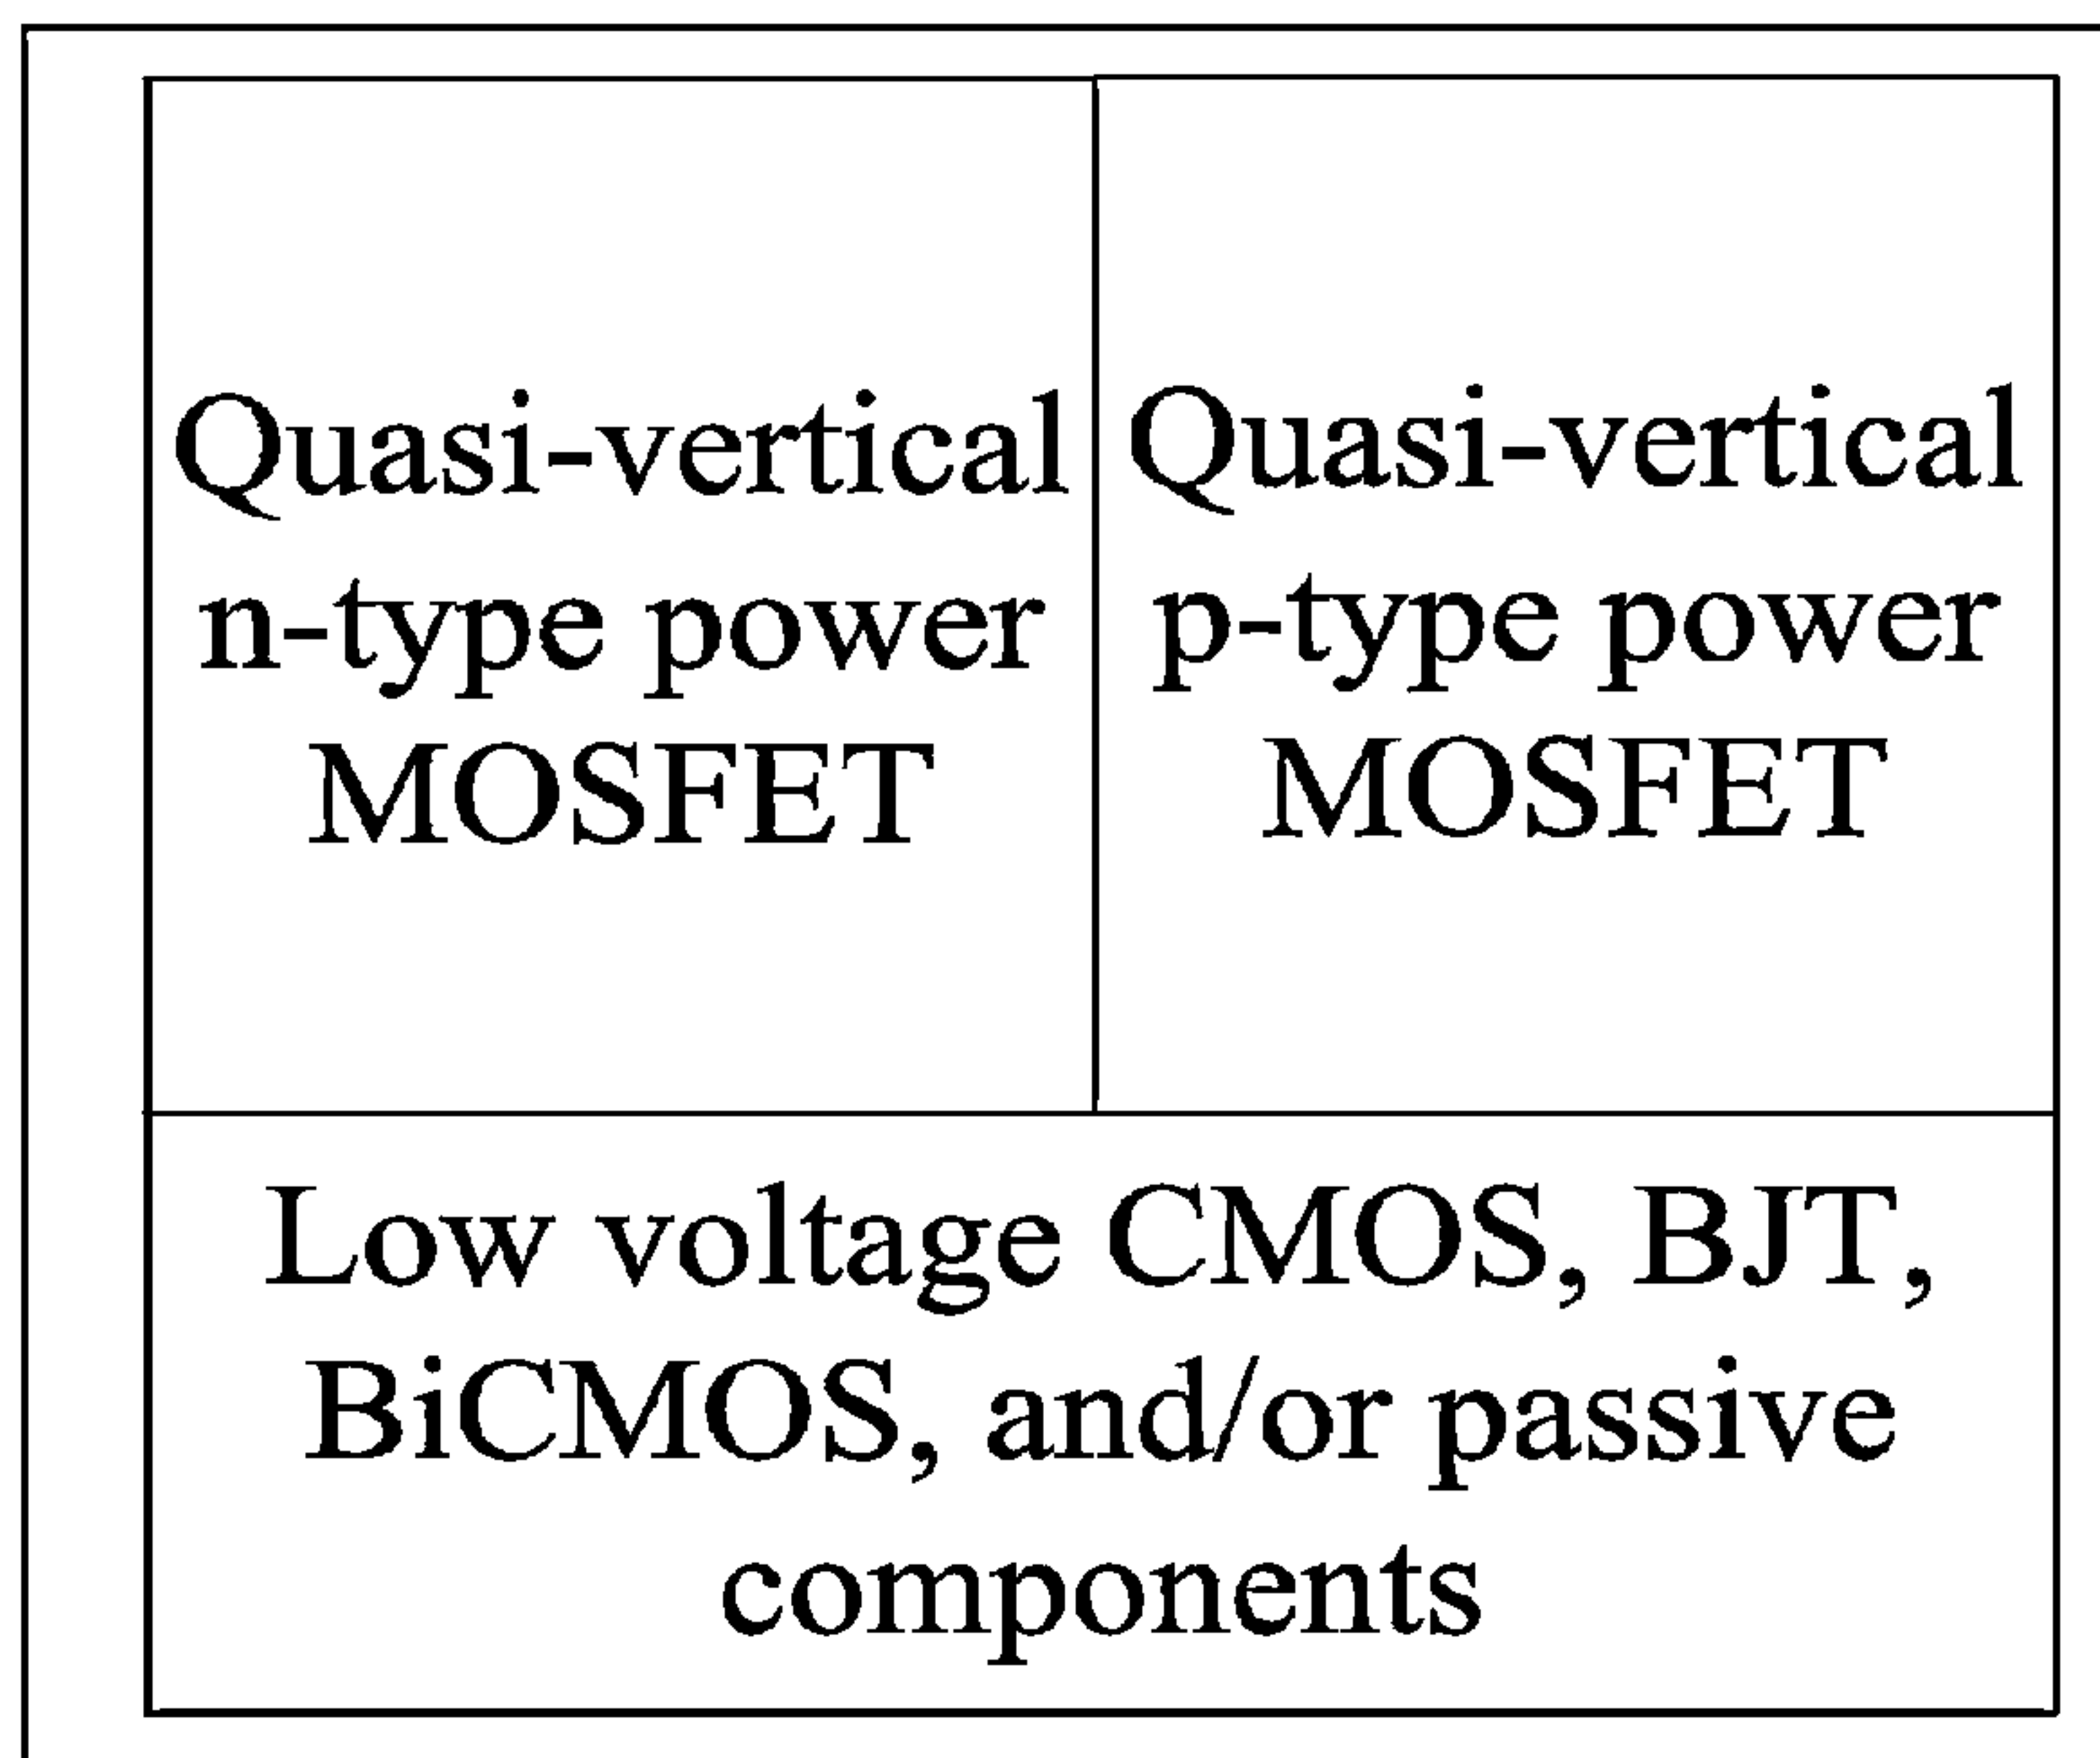 Quasi-vertical
n-type power
MOSFET
Quasi-vertical
p-type power
MOSFET
Low voltage CMOS, BJT,
BiCMOS, and/or passive
components